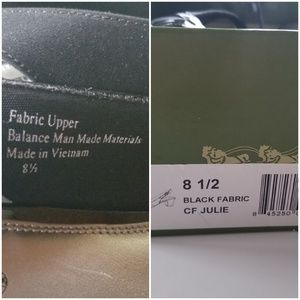 Fabric Upper
Balance Man Made Materials
Made in Vietnam
8½
8 1/2
BLACK FABRIC
CF JULIE